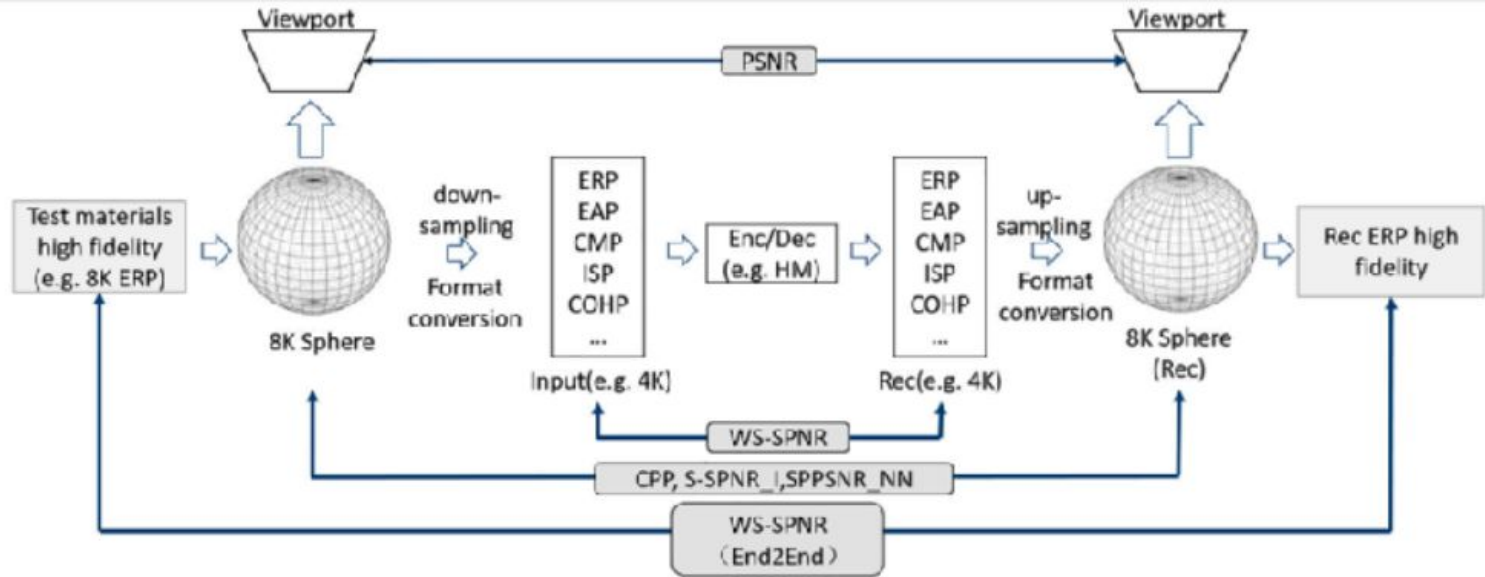 Viewport
Viewport
PSNR
Test materials
high fidelity
(e.g. 8K ERP)
8K Sphere
down-
sampling
Format
conversion
ERP
EAP
CMP
ISP
COHP
...
Input(e.g. 4K)
Enc/Dec
(e.g. HM)
ERP
EAP
CMP
ISP
COHP
...
Rec(e.g. 4K)
up-
sampling
Format
conversion
8K Sphere
(Rec)
Rec ERP high
fidelity
WS-SPNR
CPP, S-SPNR_I,SPPSNR_NN
WS-SPNR
(End2End)